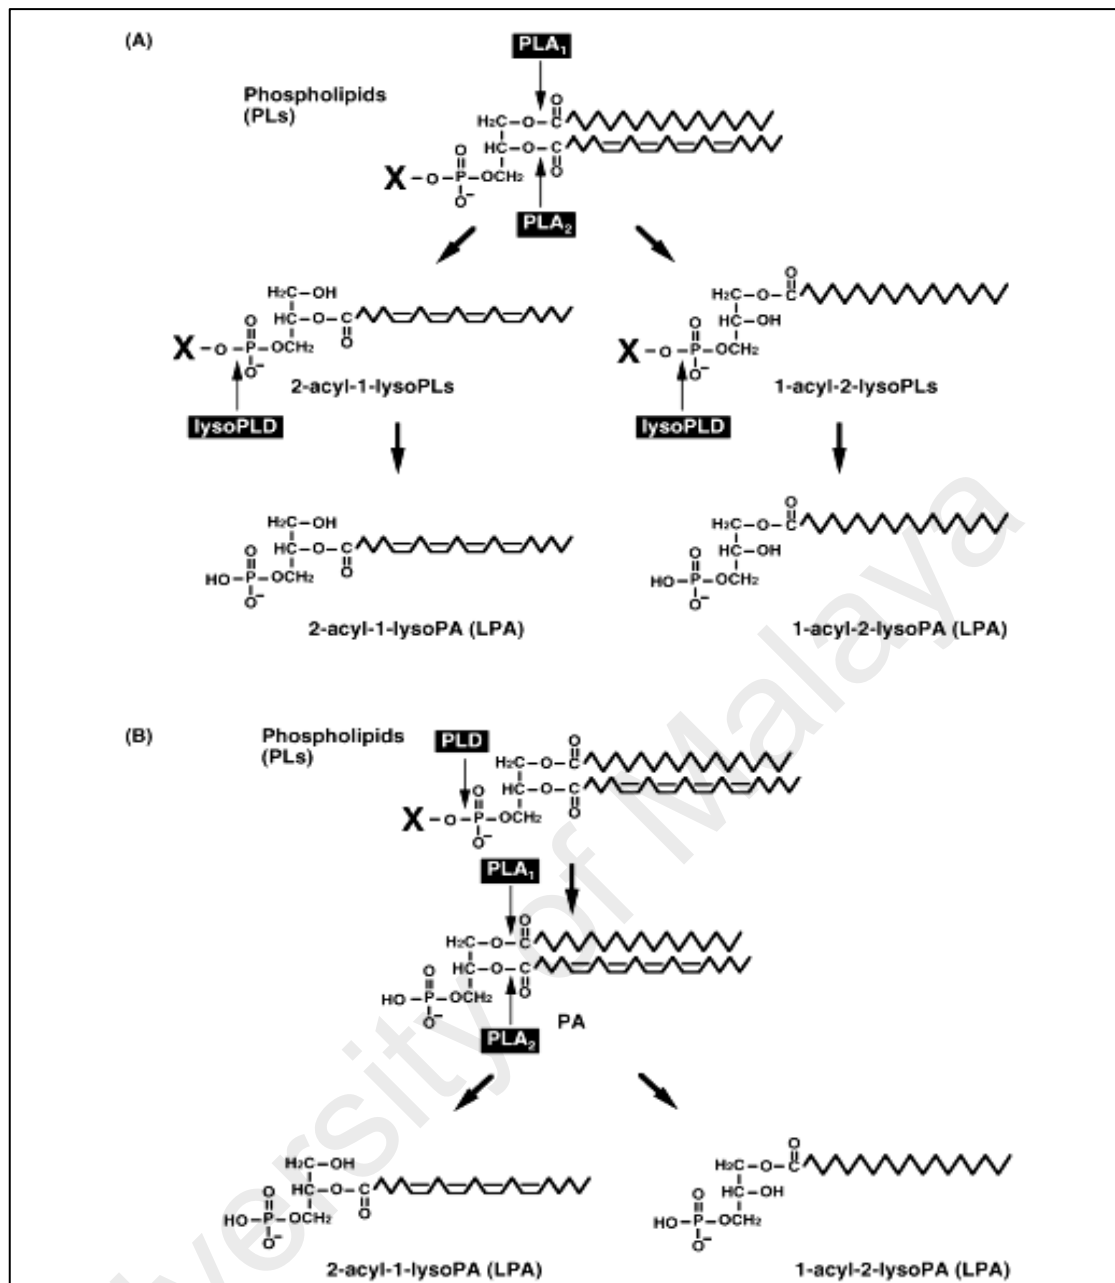 (A)
PLA₁
Phospholipids
(PLs)
H₂C–O–C
O
HC–O–C
O
X–O–P–OCH₂
O
O⁻
PLA₂
H₂C–OH
HC–O–C
O
X–O–P–OCH₂
O
O⁻
2-acyl-1-lysoPLs
lysoPLD
O
H₂C–O–C
HC–OH
O
X–O–P–OCH₂
O⁻
1-acyl-2-lysoPLs
lysoPLD
H₂C–OH
HC–O–C
O
O
HO–P–OCH₂
O⁻
2-acyl-1-lysoPA (LPA)
O
H₂C–O–C
HC–OH
O
HO–P–OCH₂
O⁻
1-acyl-2-lysoPA (LPA)
(B)
Phospholipids
(PLs)
PLD
O
H₂C–O–C
HC–O–C
O
O
X–O–P–OCH₂
O⁻
PLA₁
O
H₂C–O–C
HC–O–C
O
O
HO–P–OCH₂
O⁻
PA
PLA₂
H₂C–OH
HC–O–C
O
O
HO–P–OCH₂
O⁻
2-acyl-1-lysoPA (LPA)
O
H₂C–O–C
HC–OH
O
HO–P–OCH₂
O⁻
1-acyl-2-lysoPA (LPA)
versity of Malaya